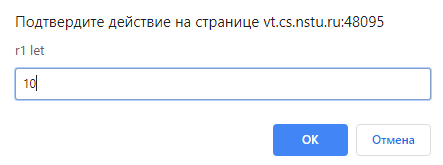 Подтвердите действие на странице vt.cs.nstu.ru:48095
r1 let
10
OK
Отмена